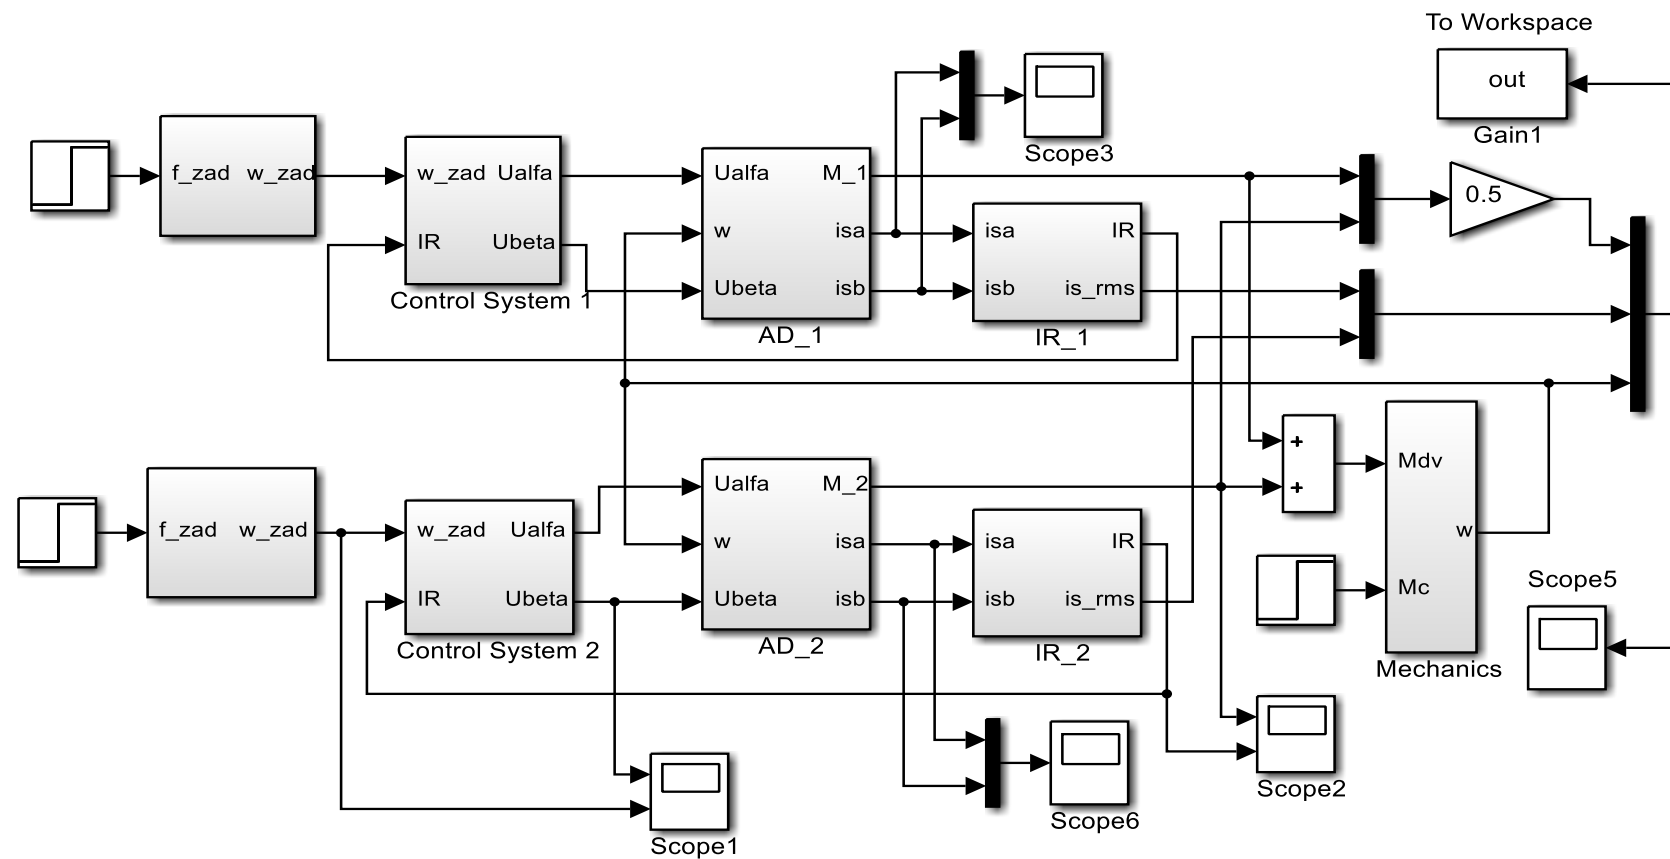 To Workspace
out
Gain1
Scope3
f_zad w_zad
w_zad Ualfa
IR Ubeta
Control System 1
Ualfa M_1
w isa
Ubeta isb
AD_1
isa IR
isb is_rms
IR_1
0.5
f_zad w_zad
w_zad Ualfa
IR Ubeta
Control System 2
Ualfa M_2
w isa
Ubeta isb
AD_2
isa IR
isb is_rms
IR_2
+
+
Mdv
w
Mc
Mechanics
Scope5
Scope2
Scope6
Scope1